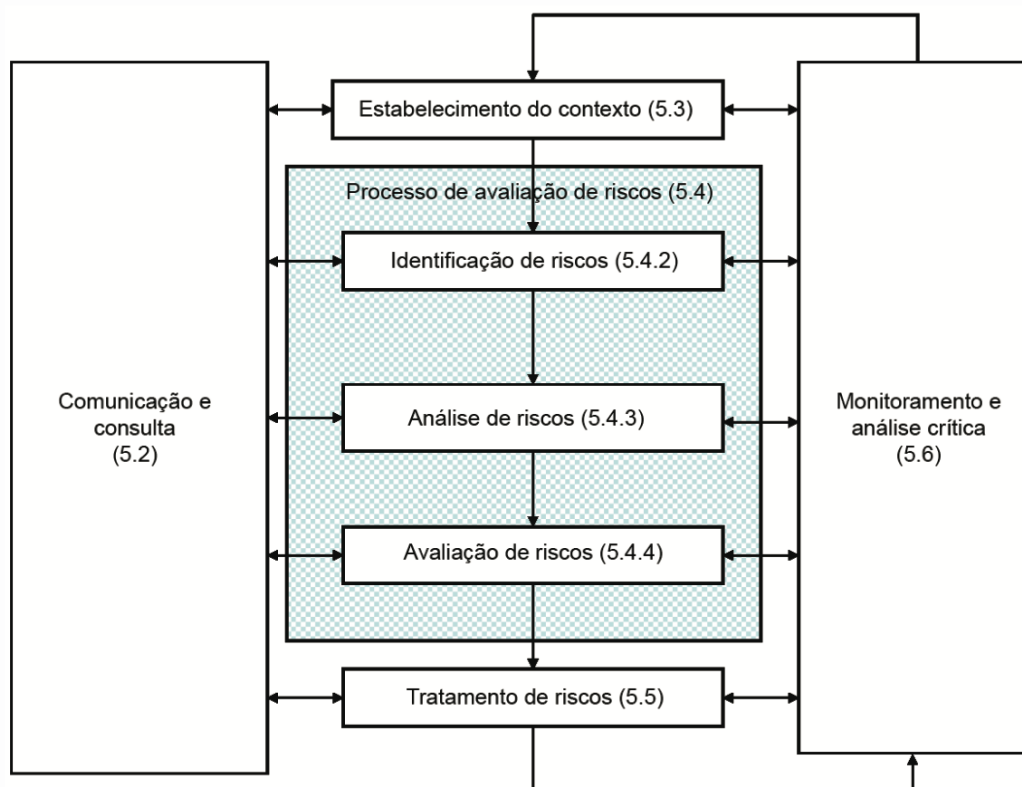 Estabelecimento do contexto (5.3)
Processo de avaliação de riscos (5.4)
Identificação de riscos (5.4.2)
Análise de riscos (5.4.3)
Avaliação de riscos (5.4.4)
Tratamento de riscos (5.5)
Comunicação e
consulta
(5.2)
Monitoramento e
análise crítica
(5.6)